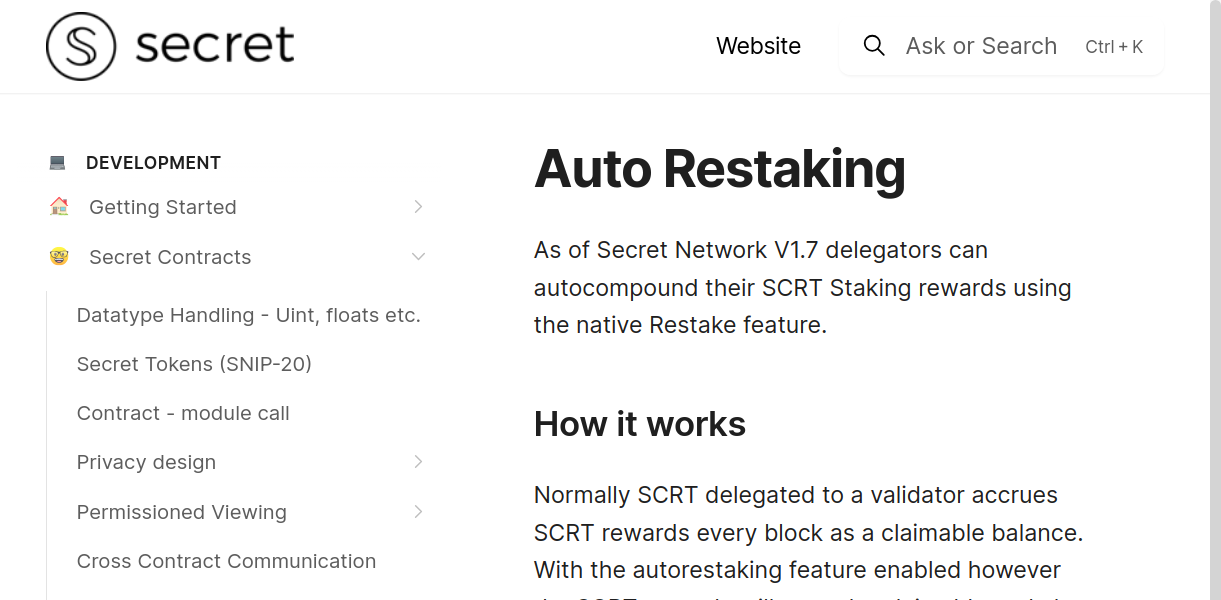 secret
Website
Ask or Search Ctrl + K
DEVELOPMENT
Getting Started
Secret Contracts
Datatype Handling - Uint, floats etc.
Secret Tokens (SNIP-20)
Contract - module call
Privacy design
Permissioned Viewing
Cross Contract Communication
Auto Restaking
As of Secret Network V1.7 delegators can
autocompound their SCRT Staking rewards using
the native Restake feature.
How it works
Normally SCRT delegated to a validator accrues
SCRT rewards every block as a claimable balance.
With the autorestaking feature enabled however